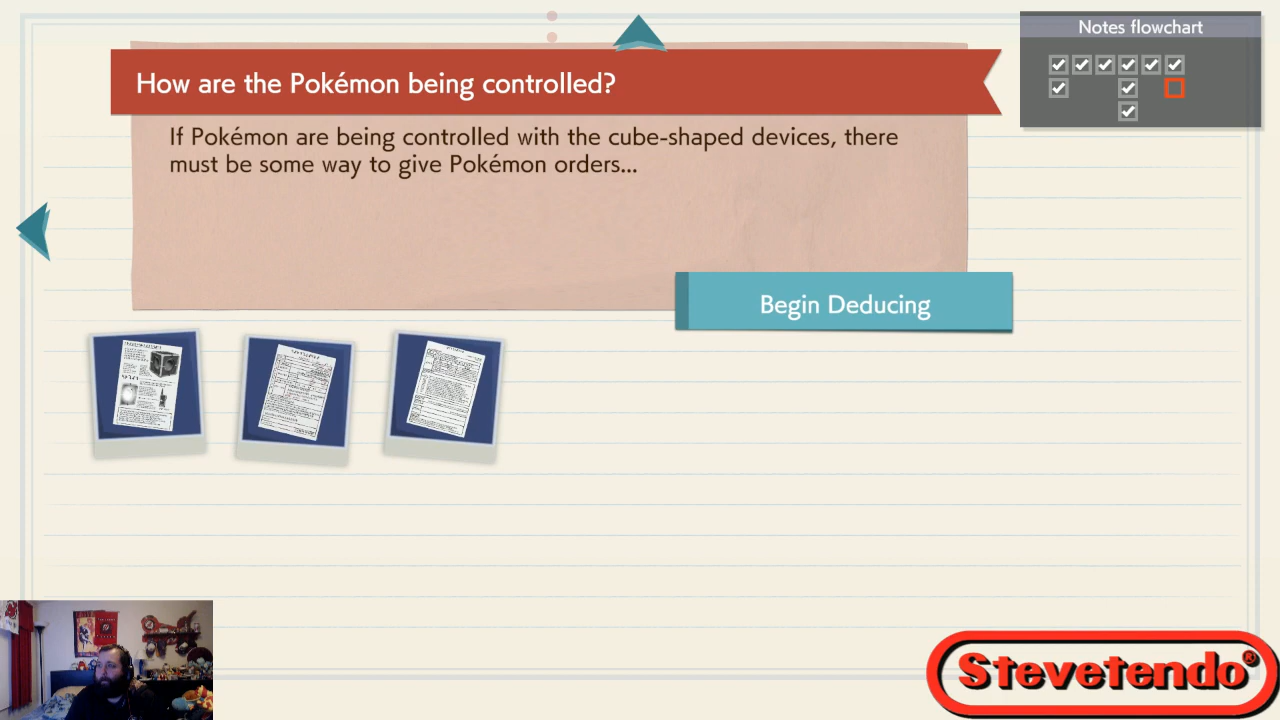 Notes flowchart
How are the Pokémon being controlled?
If Pokémon are being controlled with the cube-shaped devices, there
must be some way to give Pokémon orders...
Begin Deducing
Stevetendo®